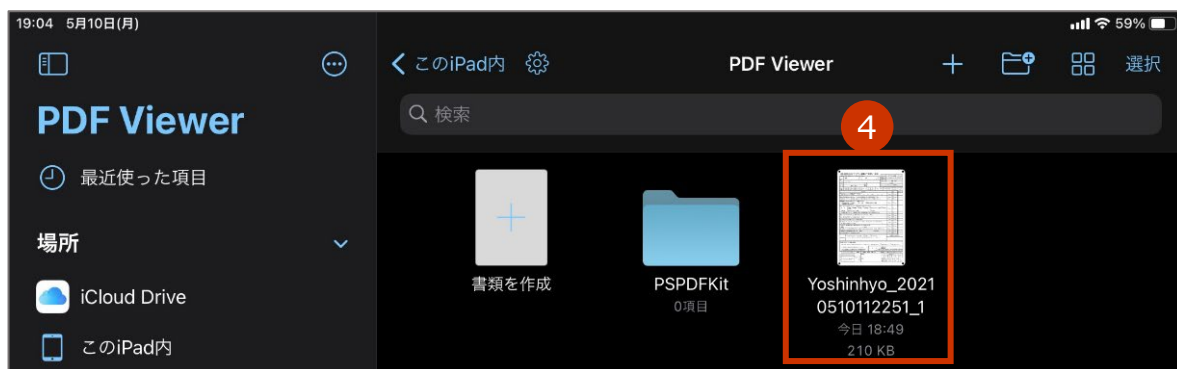 19:04 5月10日(月)
59%
PDF Viewer
最近使った項目
場所
iCloud Drive
このiPad内
このiPad内
PDF Viewer
選択
検索
4
書類を作成
PSPDFKit
0項目
Yoshinhyo_2021
0510112251_1
今日 18:49
210 KB